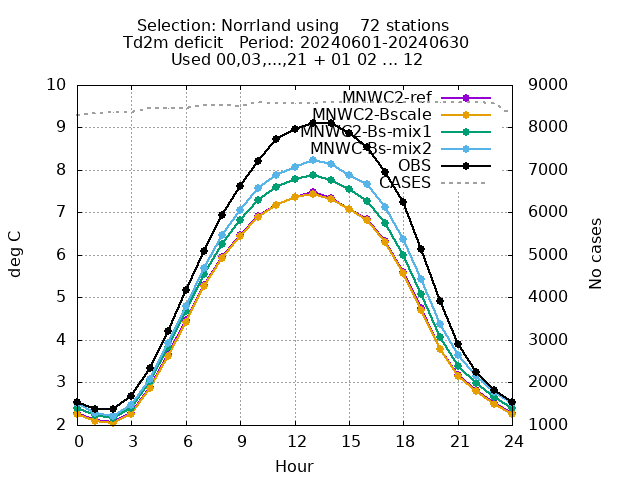 Selection: Norrland using 72 stations
Td2m deficit Period: 20240601-20240630
Used 00,03,...,21 + 01 02 ... 12
10 9000
9 8000
8 7000
7 6000
6 5000
5 4000
4 3000
3 2000
2 1000
MNWC2-ref
MNWC2-Bscale
MNWC2-Bs-mix1
MNWC-Bs-mix2
OBS
CASES
deg C
No cases
0 3 6 9 12 15 18 21 24
Hour